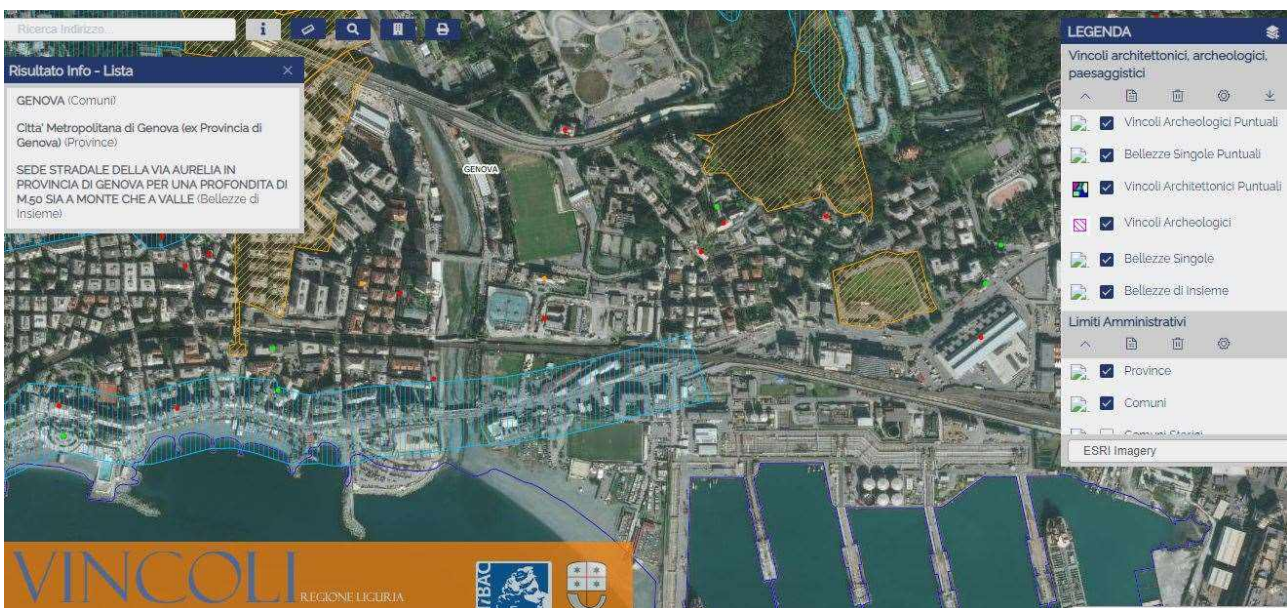 Ricerca Indirizzo...
i
Risultato Info - Lista
GENOVA (Comuni)
Citta' Metropolitana di Genova (ex Provincia di
Genova) (Province)
SEDE STRADALE DELLA VIA AURELIA IN
PROVINCIA DI GENOVA PER UNA PROFONDITA DI
M.50 SIA A MONTE CHE A VALLE (Bellezze di
Insieme)
GENOVA
LEGENDA
Vincoli architettonici, archeologici,
paesaggistici
Vincoli Archeologici Puntuali
Bellezze Singole Puntuali
Vincoli Architettonici Puntuali
Vincoli Archeologici
Bellezze Singole
Bellezze di Insieme
Limiti Amministrativi
Province
Comuni
Comuni Storici
ESRI Imagery
VINCOLI REGIONE LIGURIA
MiBAC